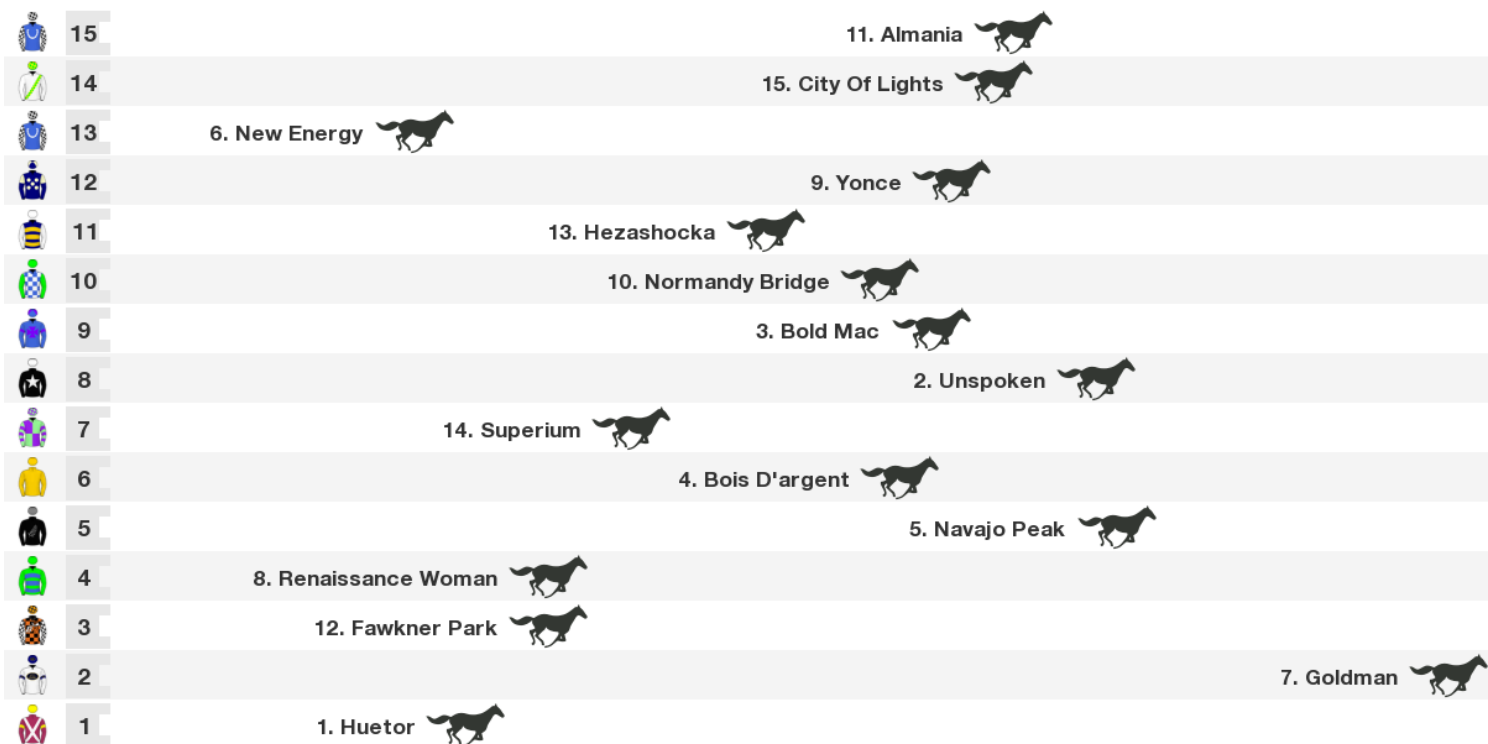 15 11. Almania
14 15. City Of Lights
13 6. New Energy
12 9. Yonce
11 13. Hezashocka
10 10. Normandy Bridge
9 3. Bold Mac
8 2. Unspoken
7 14. Superium
6 4. Bois D'argent
5 5. Navajo Peak
4 8. Renaissance Woman
3 12. Fawkner Park
2 7. Goldman
1 1. Huetor